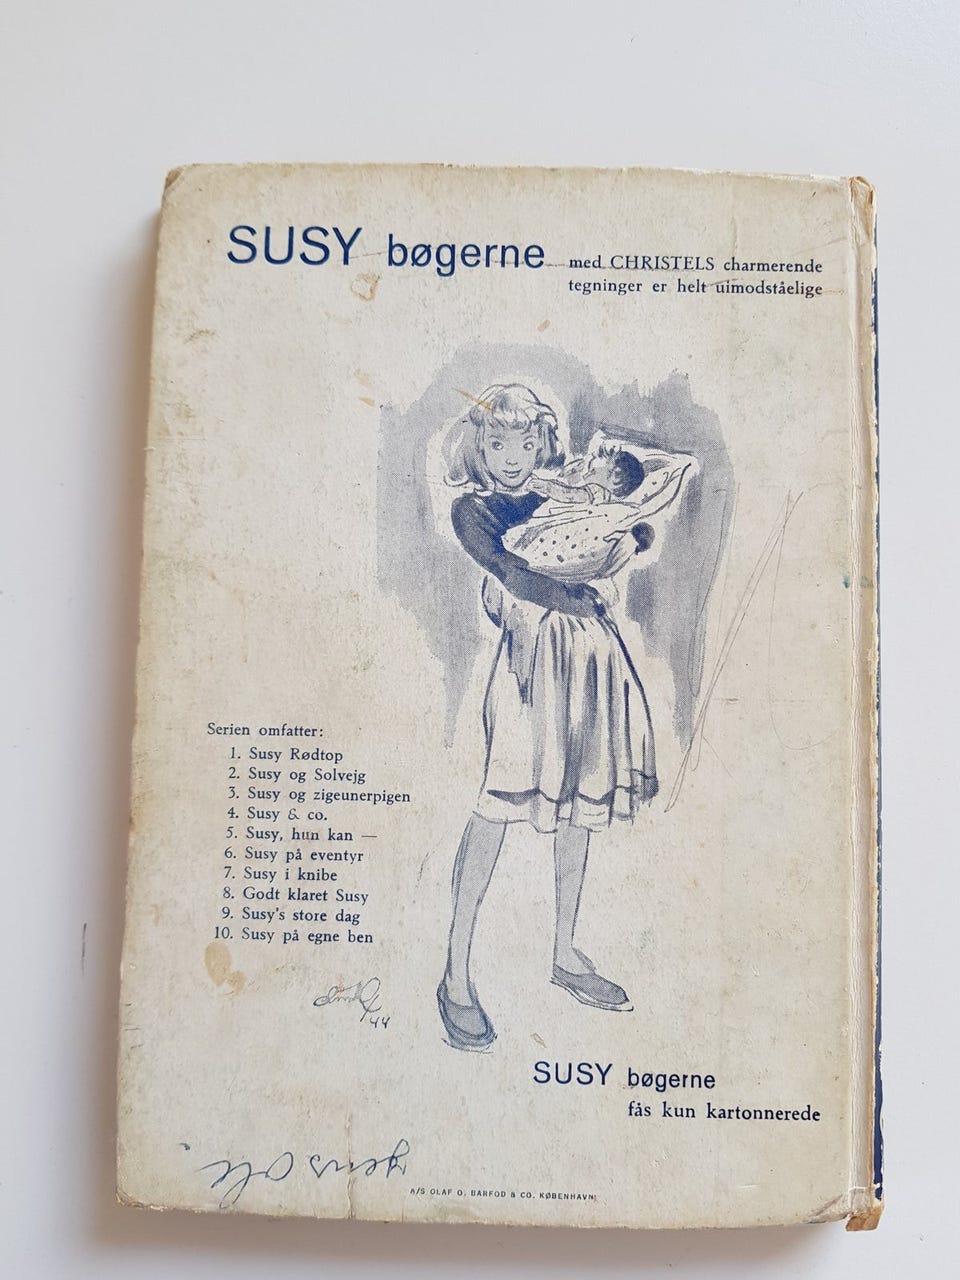 SUSY bøgerne med CHRISTELS charmerende
tegninger er helt uimodståelige
Serien omfatter:
1. Susy Rødtop
2. Susy og Solvejg
3. Susy og zigeunerpigen
4. Susy & co.
5. Susy, hun kan —
6. Susy på eventyr
7. Susy i knibe
8. Godt klaret Susy
9. Susy's store dag
10. Susy på egne ben
44
SUSY bøgerne
fås kun kartonnerede
A/S OLAF O. BARFOD & CO. KØBENHAVN